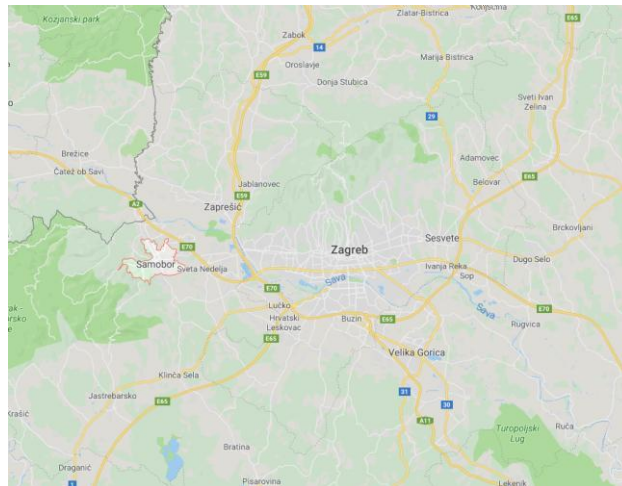 Kozjanski park
Zlatar-Bistrica
Konjščina
E65
Zabok
14
E59
Oroslavje
Marija Bistrica
Donja Stubica
Sveti Ivan
Zelina
29
Brežice
Adamovec
Čatež ob Savi
E65
Jablanovec
Belovar
A2
E59
Zaprešić
Brckovljani
Sesvete
E70
Zagreb
Samobor
Sveta Nedelja
Ivanja Reka
Dugo Selo
Sop
Sava
E70
Lučko
Sava
E70
Hrvatski
Leskovac
Buzin
E65
Rugvica
E65
Velika Gorica
Klinča Sela
Jastrebarsko
31
30
E65
Krašić
A11
Turopoljski
Lug
Ruča
Bratina
Draganić
1
Pisarovina
Lekenik